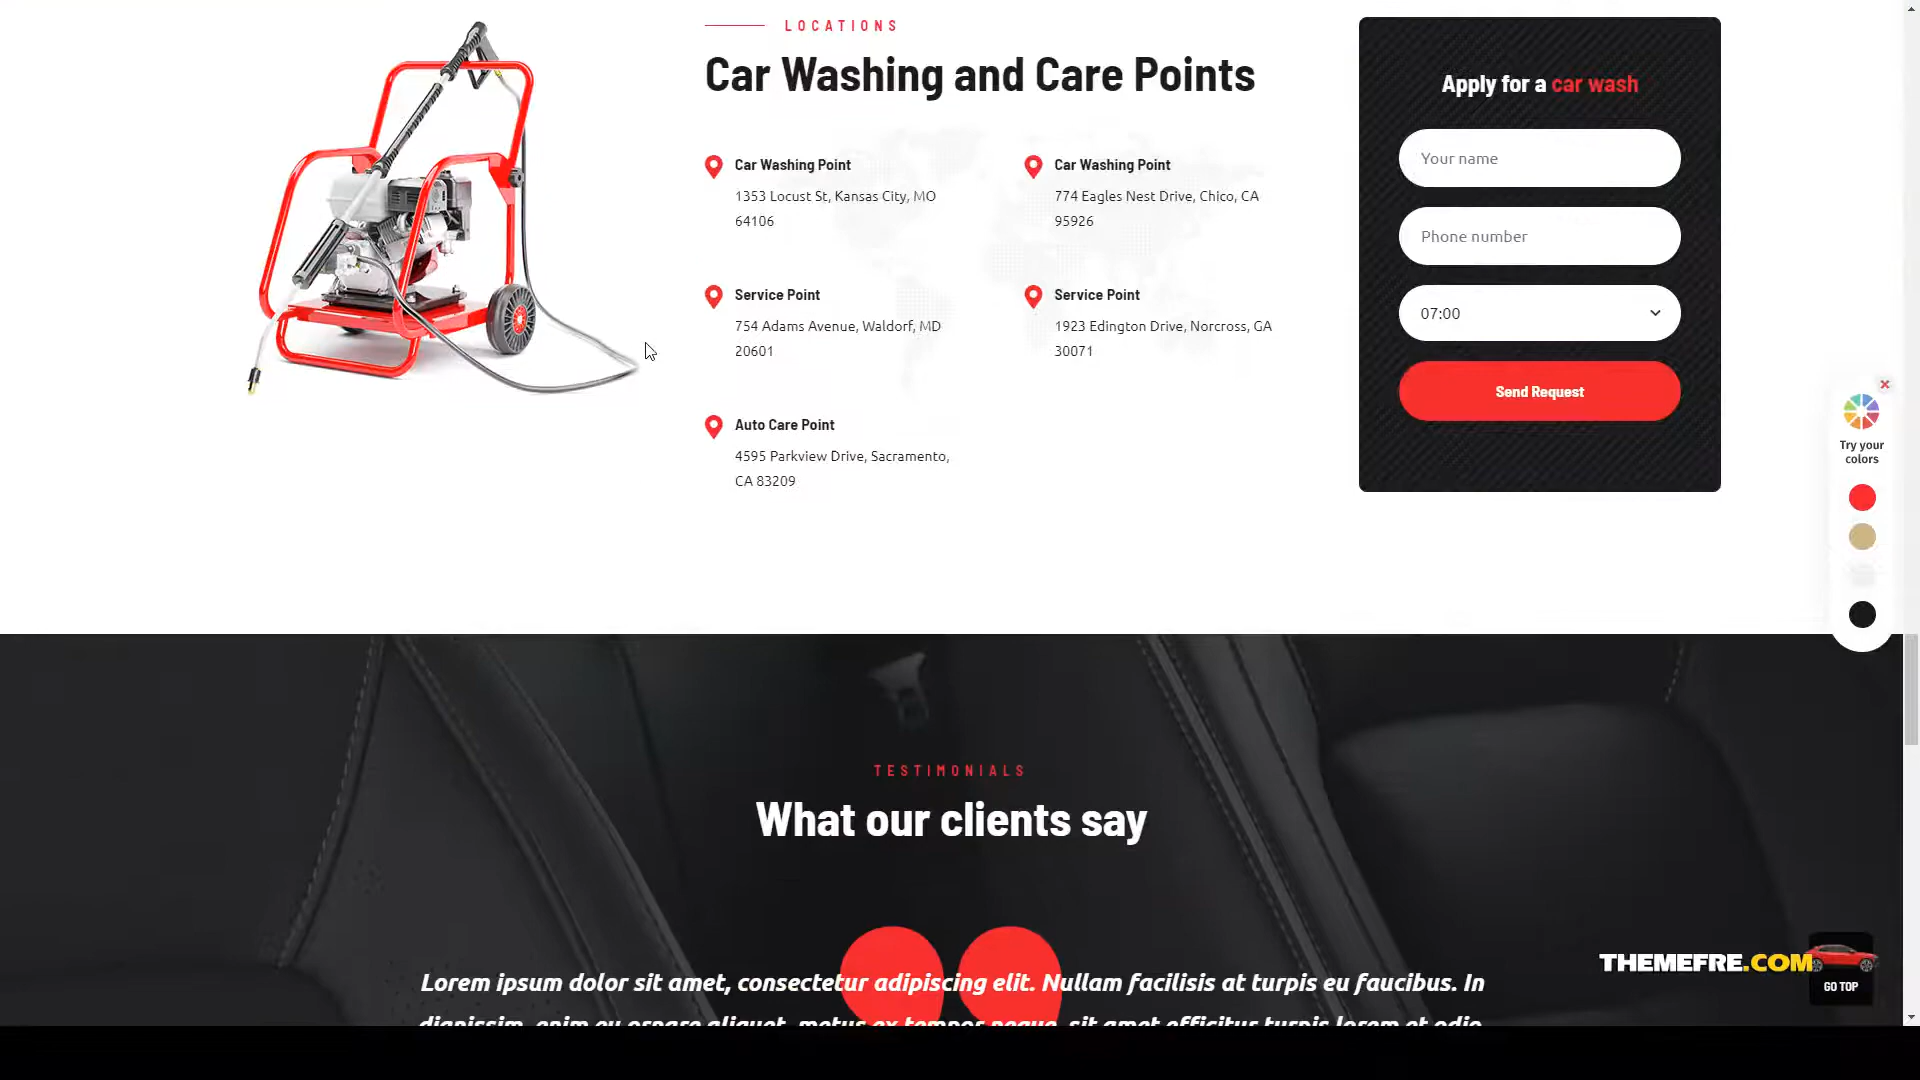 LOCATIONS
Car Washing and Care Points
Car Washing Point
1353 Locust St, Kansas City, MO
64106
Car Washing Point
774 Eagles Nest Drive, Chico, CA
95926
Service Point
754 Adams Avenue, Waldorf, MD
20601
Service Point
1923 Edington Drive, Norcross, GA
30071
Auto Care Point
4595 Parkview Drive, Sacramento,
CA 83209
Apply for a car wash
Your name
Phone number
07:00
Send Request
Try your
colors
TESTIMONIALS
What our clients say
Lorem ipsum dolor sit amet, consectetur adipiscing elit. Nullam facilisis at turpis eu faucibus. In
dignissim, enim eu ornare aliquet, metus ex tempor neque, sit amet efficitur turpis lorem et odio.
THEMEFRE.COM
GO TOP